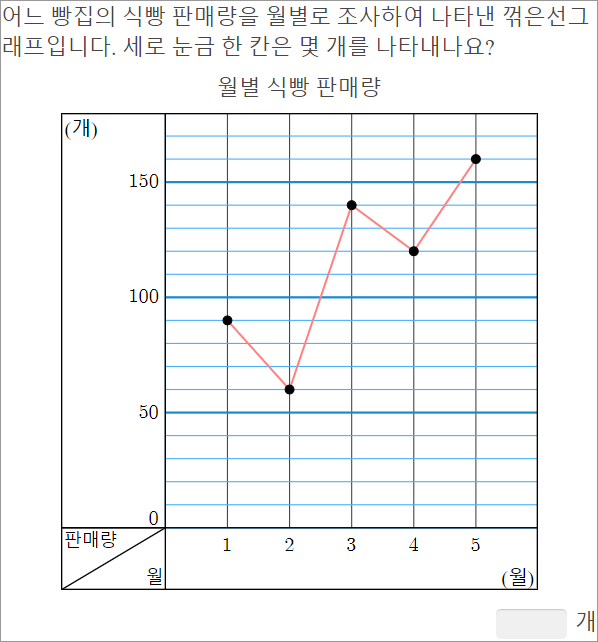 어느 빵집의 식빵 판매량을 월별로 조사하여 나타낸 꺾은선그
래프입니다. 세로 눈금 한 칸은 몇 개를 나타내나요?
월별 식빵 판매량
(개)
150
100
50
0
판매량
월
1 2 3 4 5
(월)
개